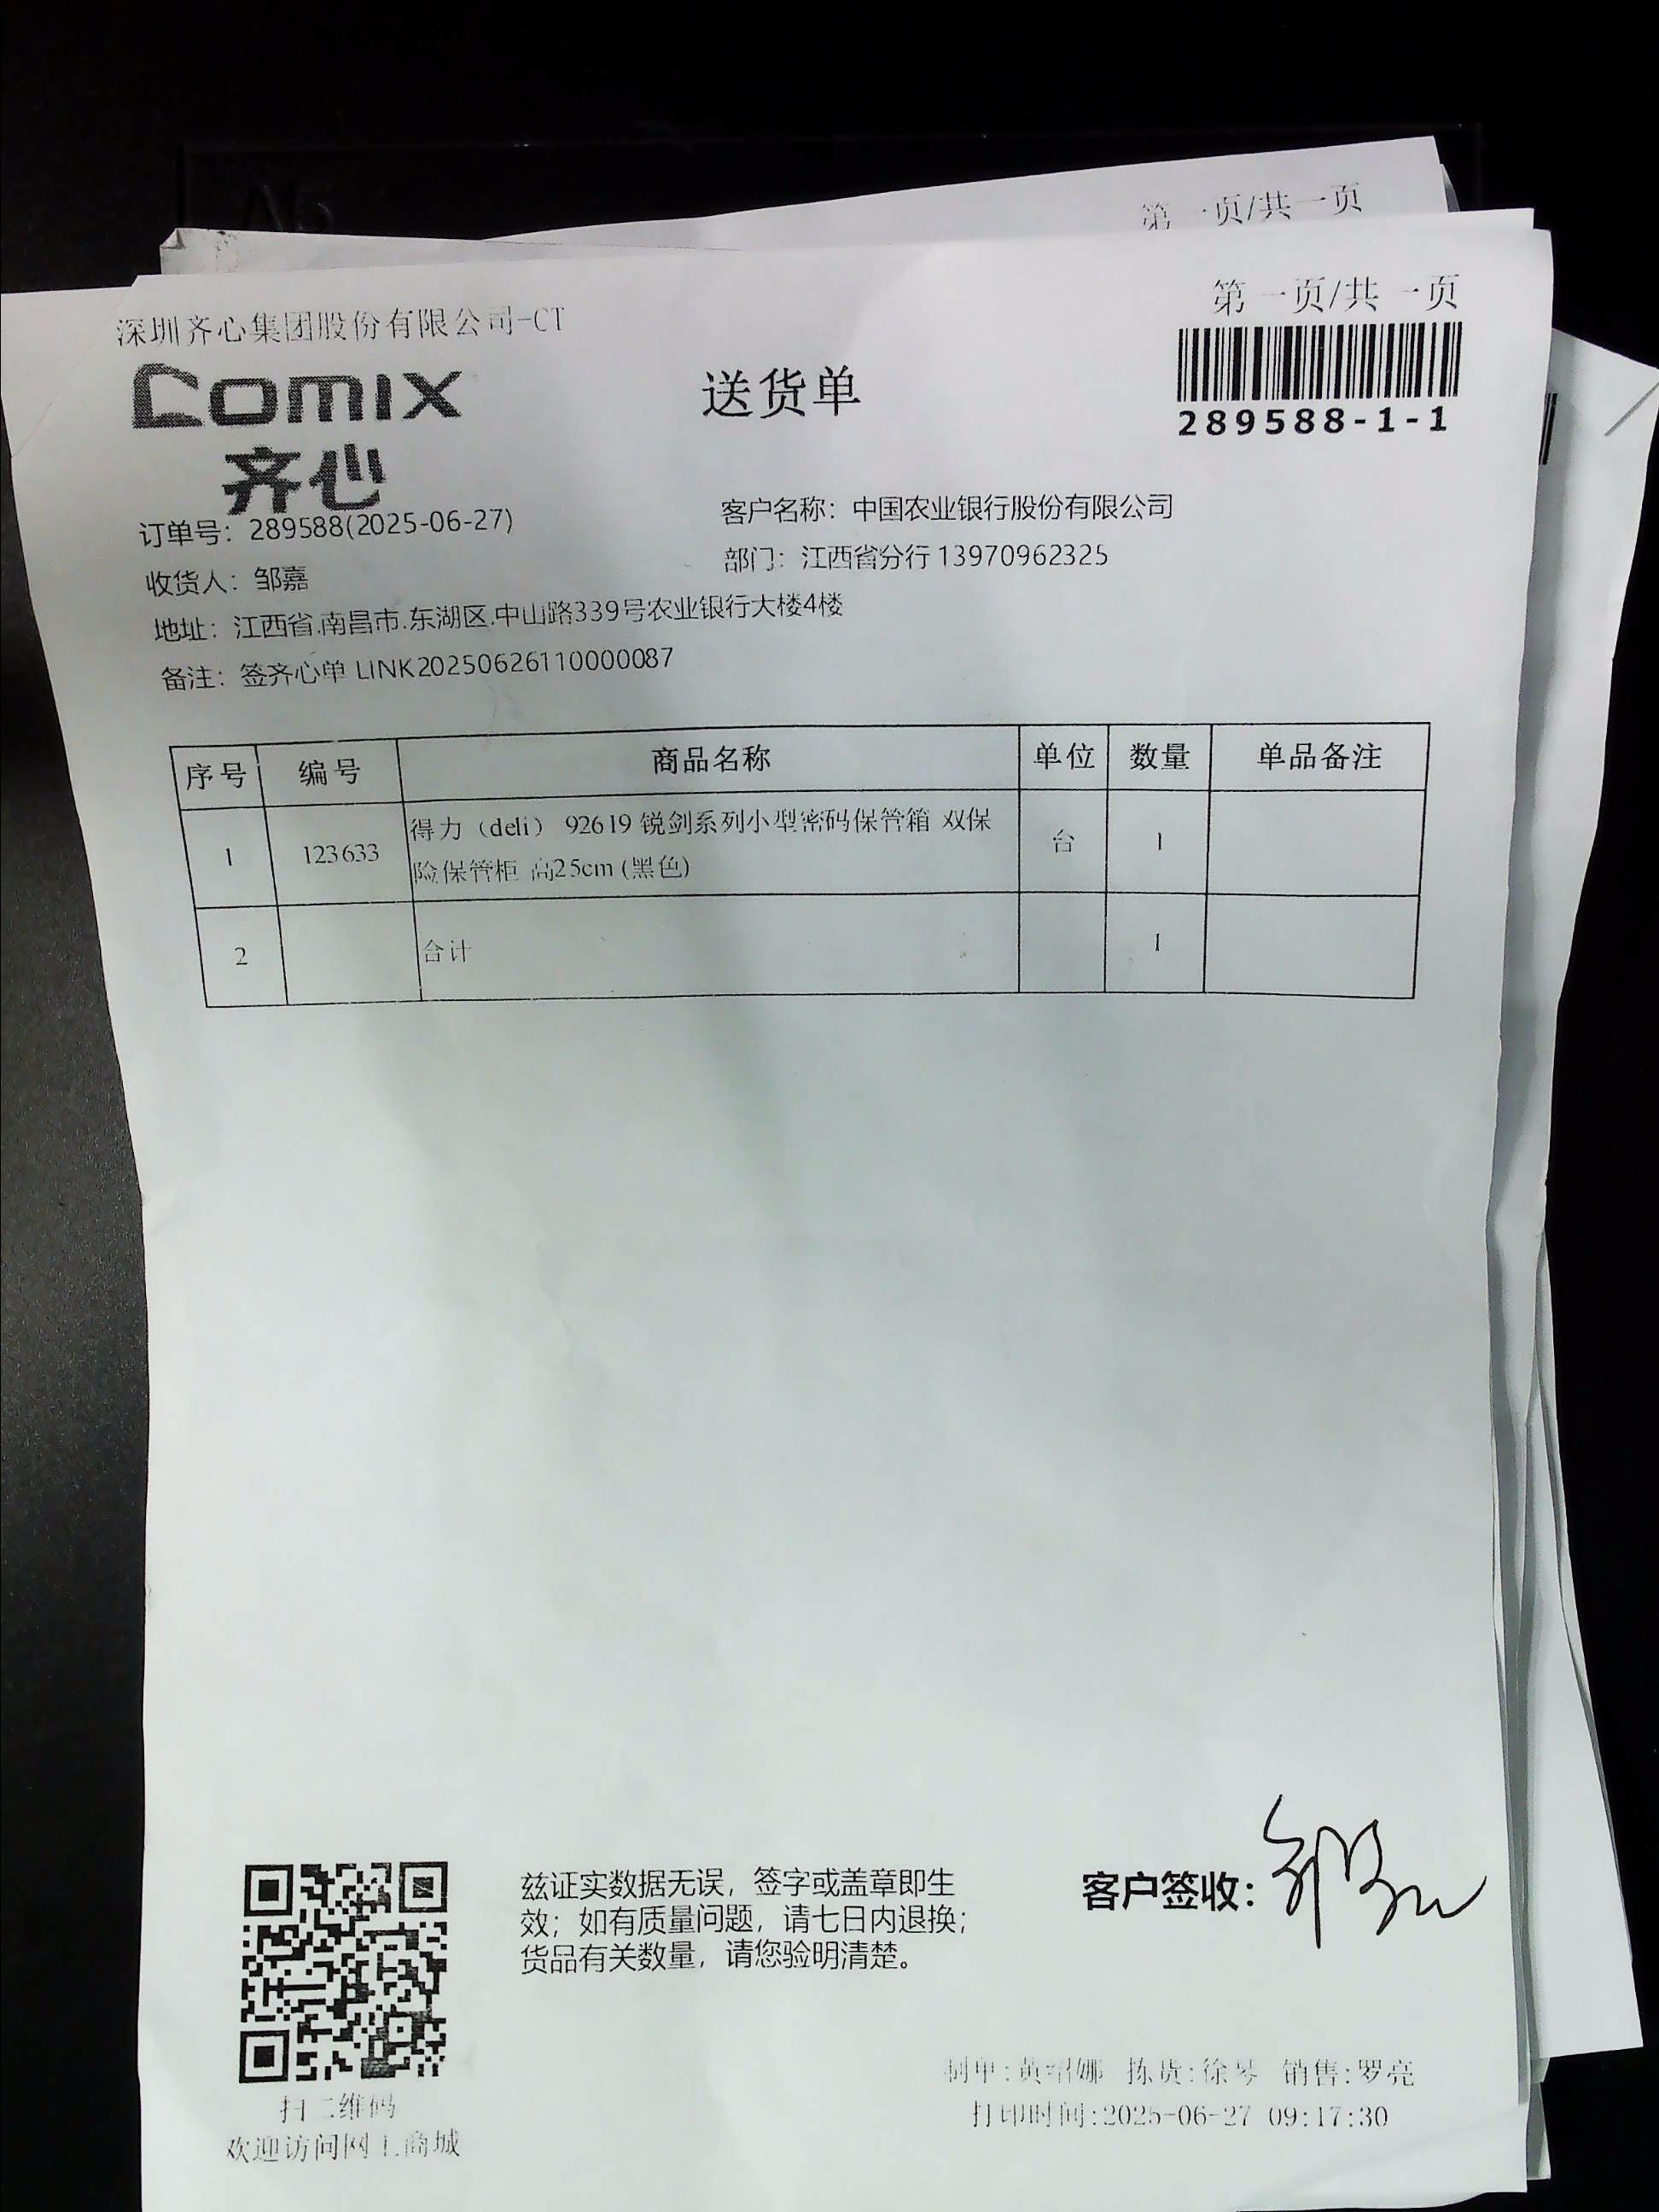 第一页/共一页
第一页/共一页
深圳齐心集团股份有限公司-CT
comix
齐心
送货单
289588-1-1
订单号：289588(2025-06-27)
客户名称：中国农业银行股份有限公司
收货人：邹嘉
部门：江西省分行 13970962325
地址：江西省.南昌市.东湖区.中山路339号农业银行大楼4楼
备注：签齐心单 LINK20250626110000087
序号 编号 商品名称 单位 数量 单品备注
1 123633 得力（deli） 92619 锐剑系列小型密码保管箱 双保 台 1
险保管柜 高25cm (黑色)
2 合计 1
兹证实数据无误，签字或盖章即生
效；如有质量问题，请七日内退换；
货品有关数量，请您验明清楚。
客户签收：
扫二维码
欢迎访问网上商城
制单:黄绍娜 拣货:徐琴 销售:罗亮
打印时间:2025-06-27 09:17:30